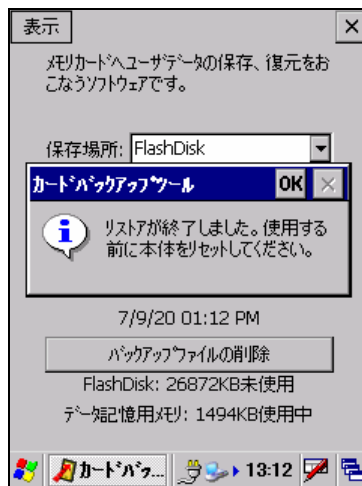 表示
ﾒﾓﾘｶｰﾄﾞへﾕｰｻﾞﾃﾞｰﾀの保存、復元をお
こなうｿﾌﾄｳｪｱです。
保存場所: FlashDisk
ｶｰﾄﾞﾊﾞｯｸｱｯﾌﾟﾂｰﾙ OK
ﾘｽﾄｱが終了しました。使用する
前に本体をﾘｾｯﾄしてください。
7/9/20 01:12 PM
ﾊﾞｯｸｱｯﾌﾟﾌｧｲﾙの削除
FlashDisk: 26872KB未使用
ﾃﾞｰﾀ記憶用ﾒﾓﾘ: 1494KB使用中
ｶｰﾄﾞﾊﾞｯ... 13:12